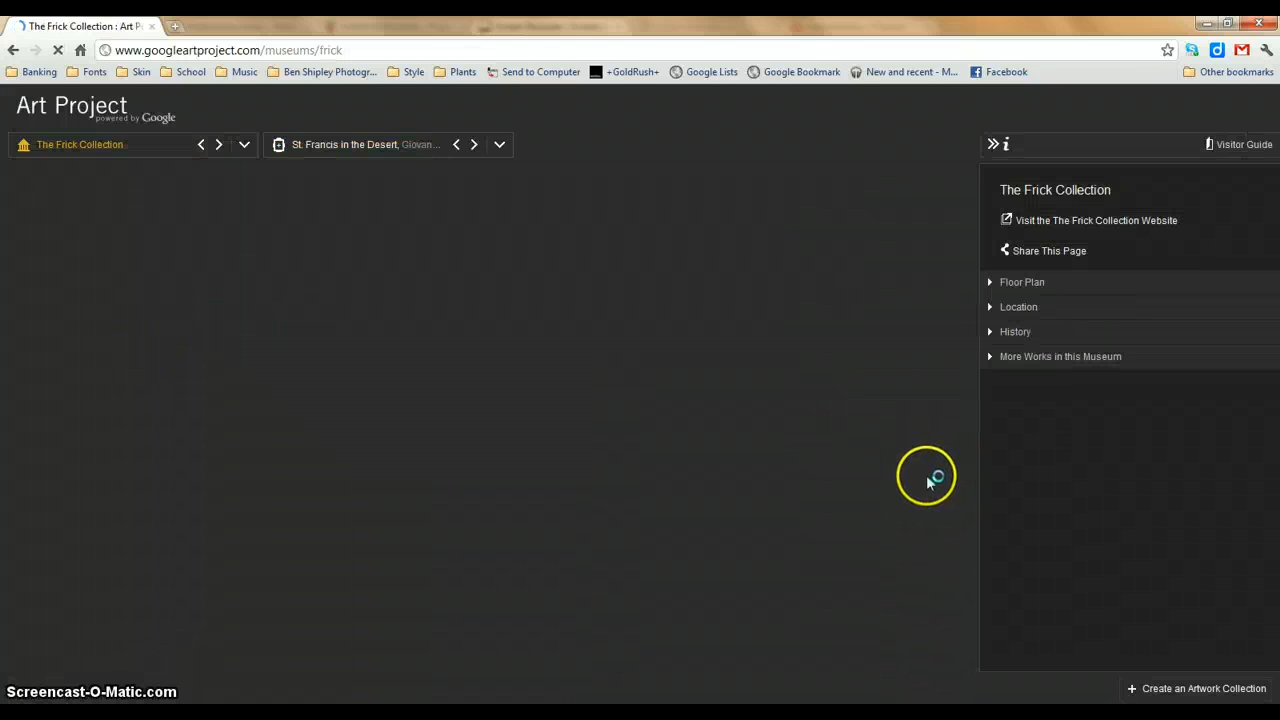 The Frick Collection : Art P
www.googleartproject.com/museums/frick
Banking Fonts Skin School Music Ben Shipley Photogr... Style Plants Send to Computer +GoldRush+ Google Lists Google Bookmark New and recent - M... Facebook Other bookmarks
Art Project
powered by Google
The Frick Collection St. Francis in the Desert, Giovan... Visitor Guide
The Frick Collection
Visit the The Frick Collection Website
Share This Page
Floor Plan
Location
History
More Works in this Museum
Screencast-O-Matic.com
+ Create an Artwork Collection